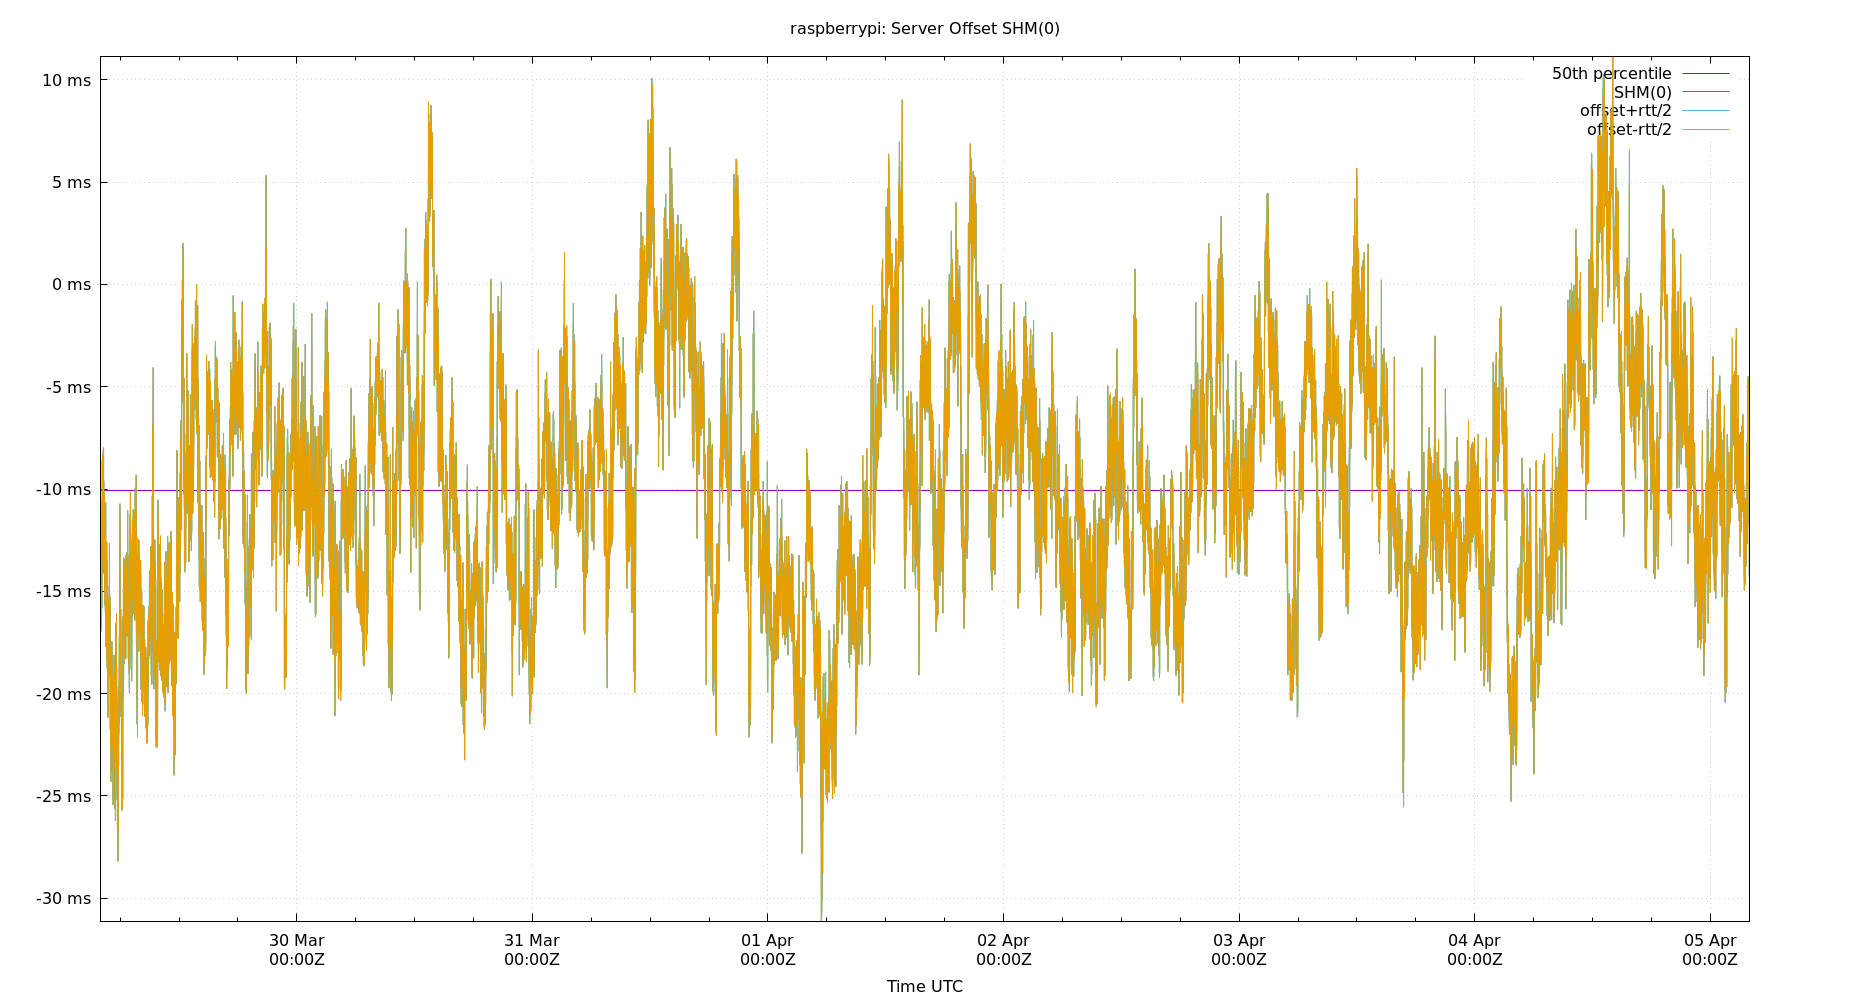 raspberrypi: Server Offset SHM(0)
50th percentile
SHM(0)
offset+rtt/2
offset-rtt/2
10 ms
5 ms
0 ms
-5 ms
-10 ms
-15 ms
-20 ms
-25 ms
-30 ms
30 Mar
00:00Z
31 Mar
00:00Z
01 Apr
00:00Z
02 Apr
00:00Z
03 Apr
00:00Z
04 Apr
00:00Z
05 Apr
00:00Z
Time UTC